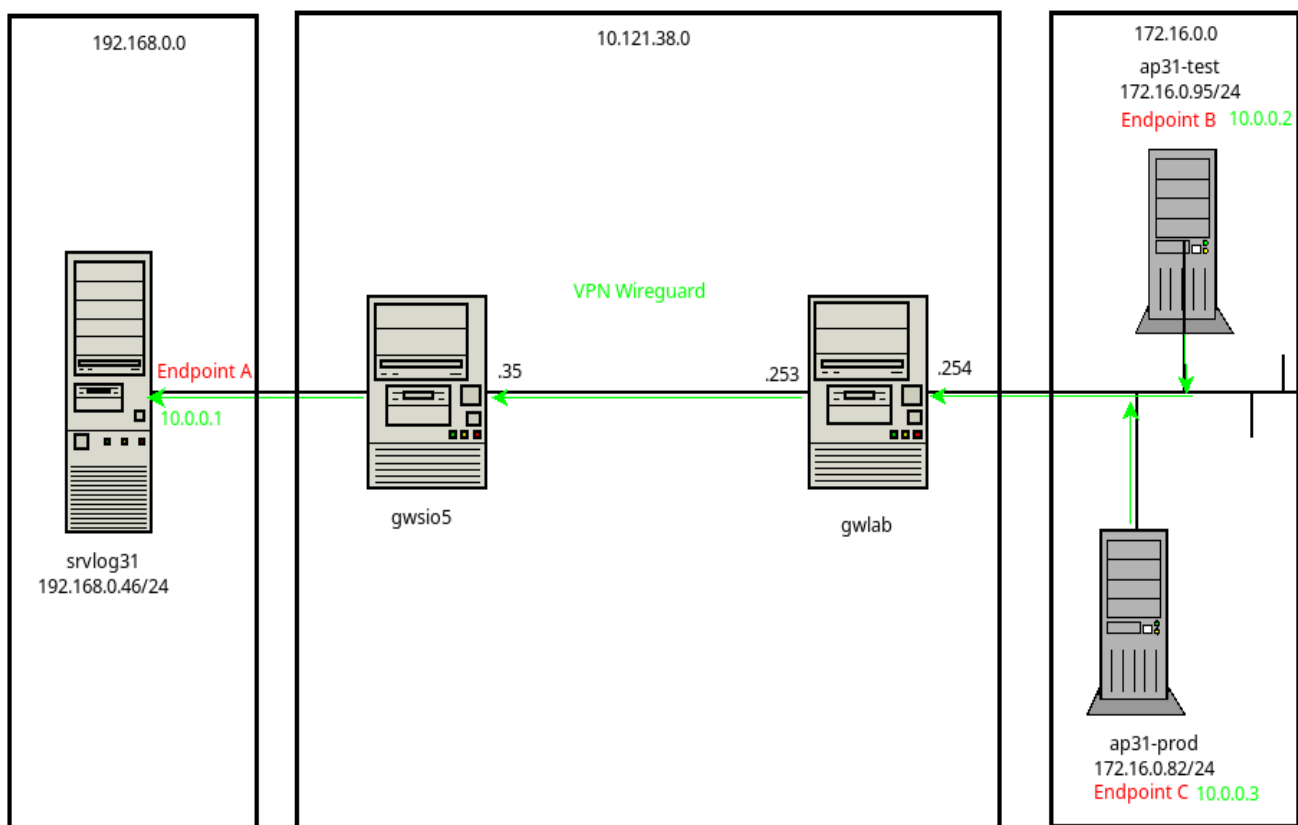 192.168.0.0
10.121.38.0
172.16.0.0
ap31-test
172.16.0.95/24
Endpoint B 10.0.0.2
VPN Wireguard
Endpoint A
.35
.253
.254
10.0.0.1
gwsio5
gwlab
srvlog31
192.168.0.46/24
ap31-prod
172.16.0.82/24
Endpoint C 10.0.0.3